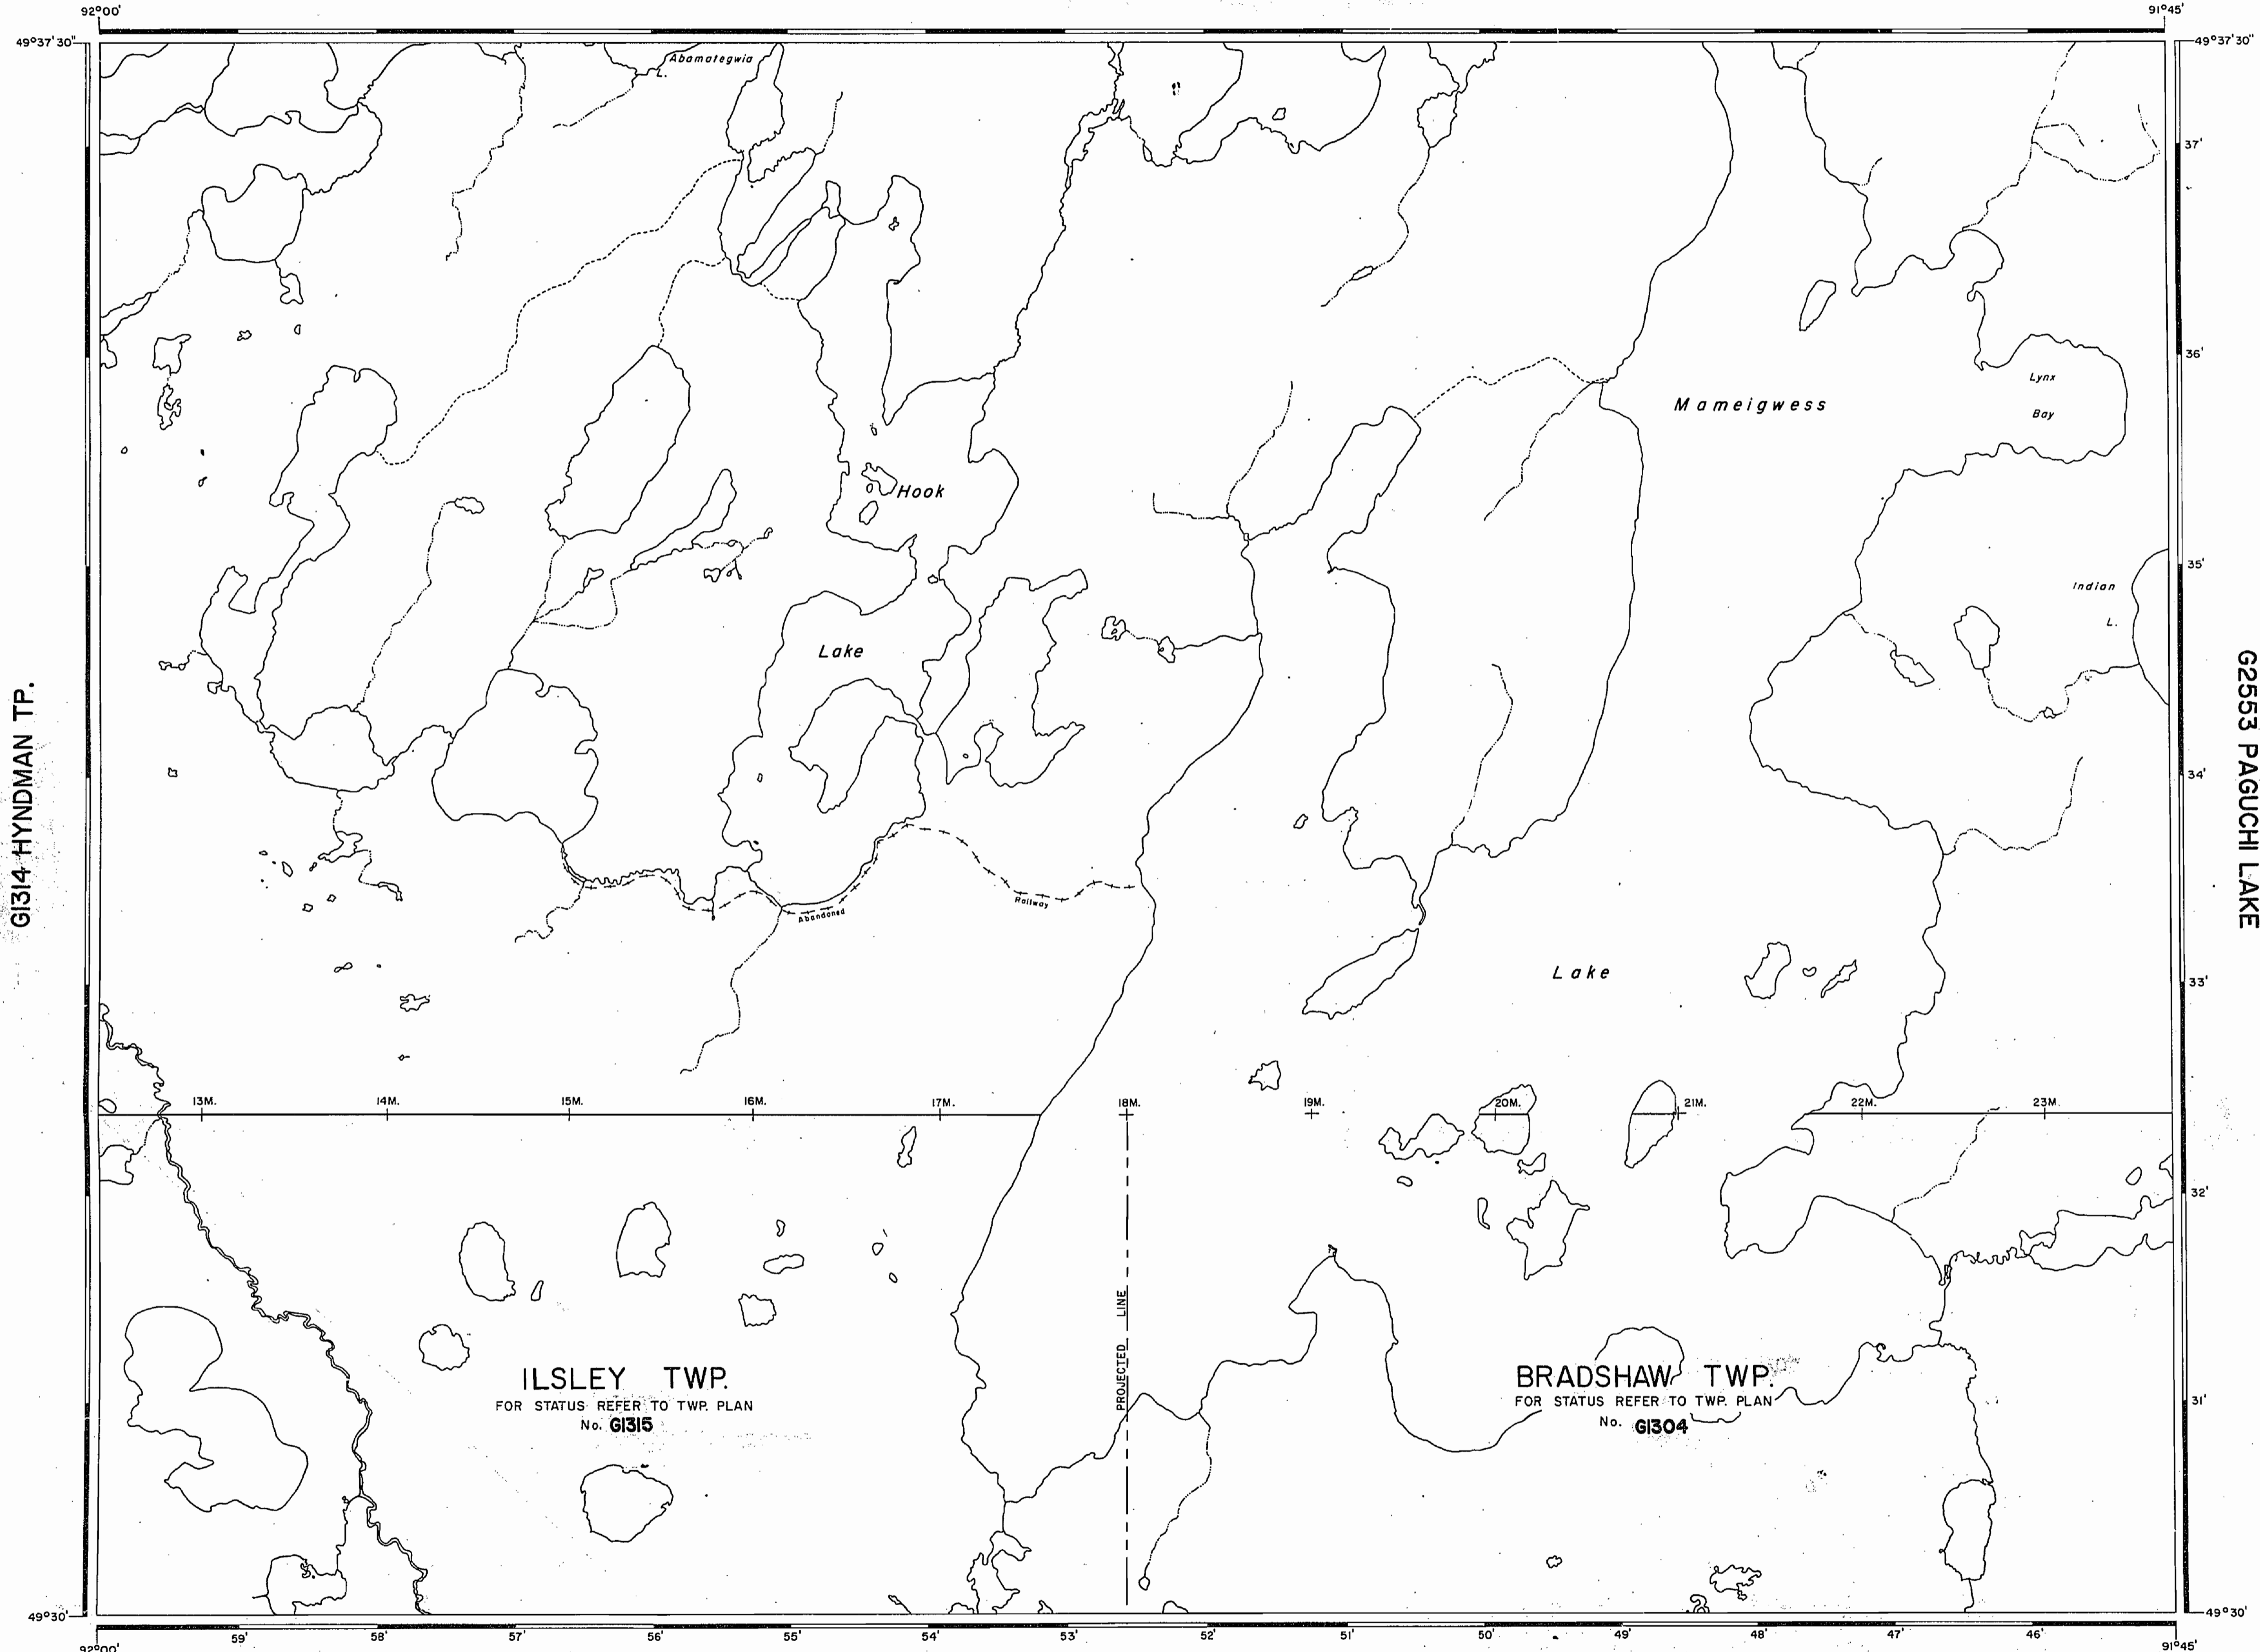 92°00'
91°45'
49°37'30"
49°37'30"
Abamategwia
L.
37'
36'
Mameigwess
Lynx
Bay
Hook
35'
Indian
L.
Lake
G1314 HYNDMAN TP.
G2553 PAGUCHI LAKE
34'
Abandoned
Railway
Lake
33'
13M.
14M.
15M.
16M.
17M.
18M.
19M.
20M.
21M.
22M.
23M.
32'
PROJECTED LINE
ILSLEY TWP.
FOR STATUS REFER TO TWP. PLAN
No. G1315
BRADSHAW TWP.
FOR STATUS REFER TO TWP. PLAN
No. G1304
31'
49°30'
49°30'
92°00'
59'
58'
57'
56'
55'
54'
53'
52'
51'
50'
49'
48'
47'
46'
91°45'